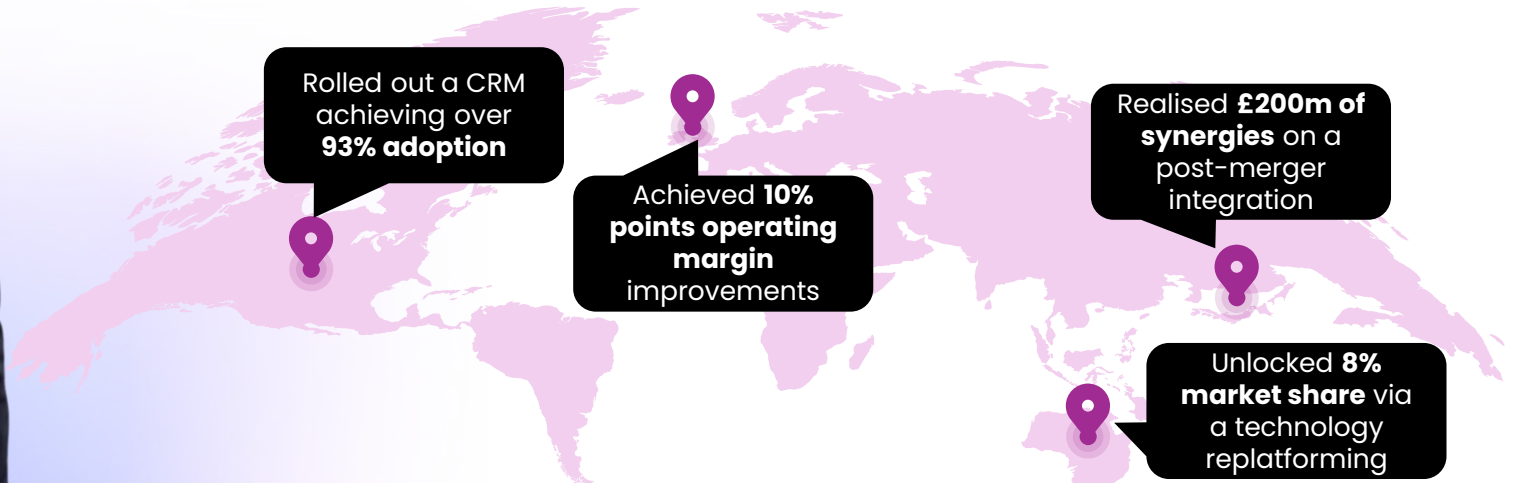 Rolled out a CRM
achieving over
93% adoption
Achieved 10%
points operating
margin
improvements
Realised £200m of
synergies on a
post-merger
integration
Unlocked 8%
market share via
a technology
replatforming